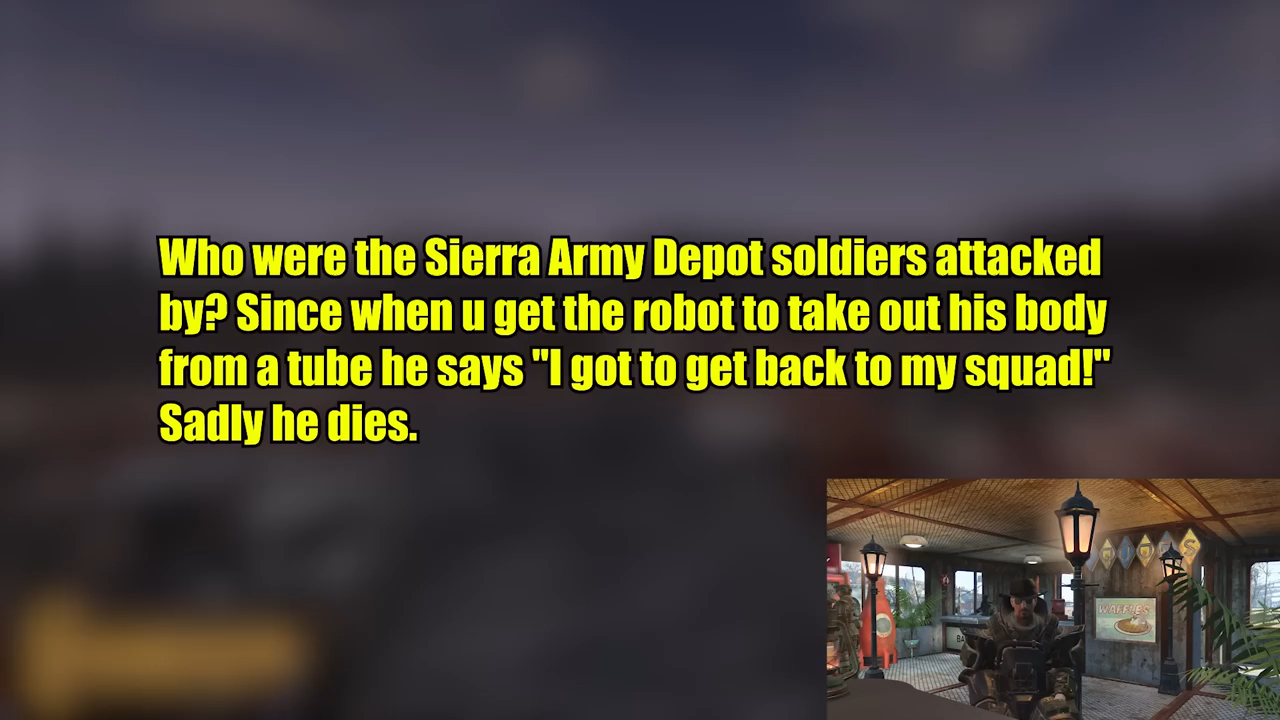 Who were the Sierra Army Depot soldiers attacked
by? Since when u get the robot to take out his body
from a tube he says "I got to get back to my squad!"
Sadly he dies.
WAFFLES